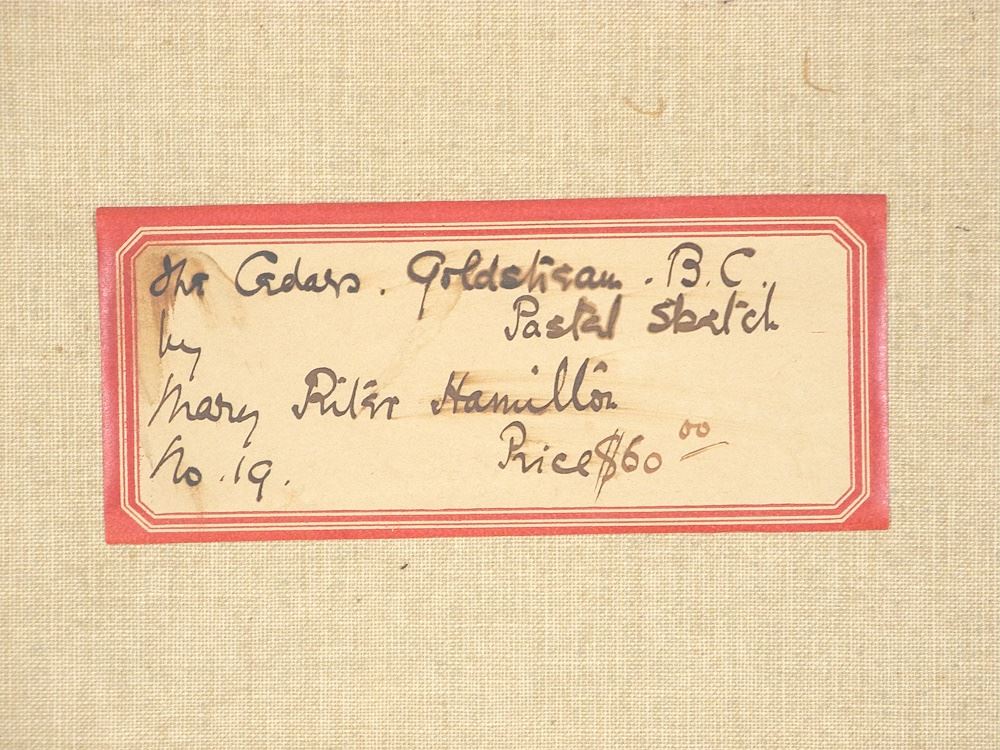 The Cedars. Goldstream. B.C.
by Pastel Sketch
Mary Riter Hamilton
No. 19. Price $60 00